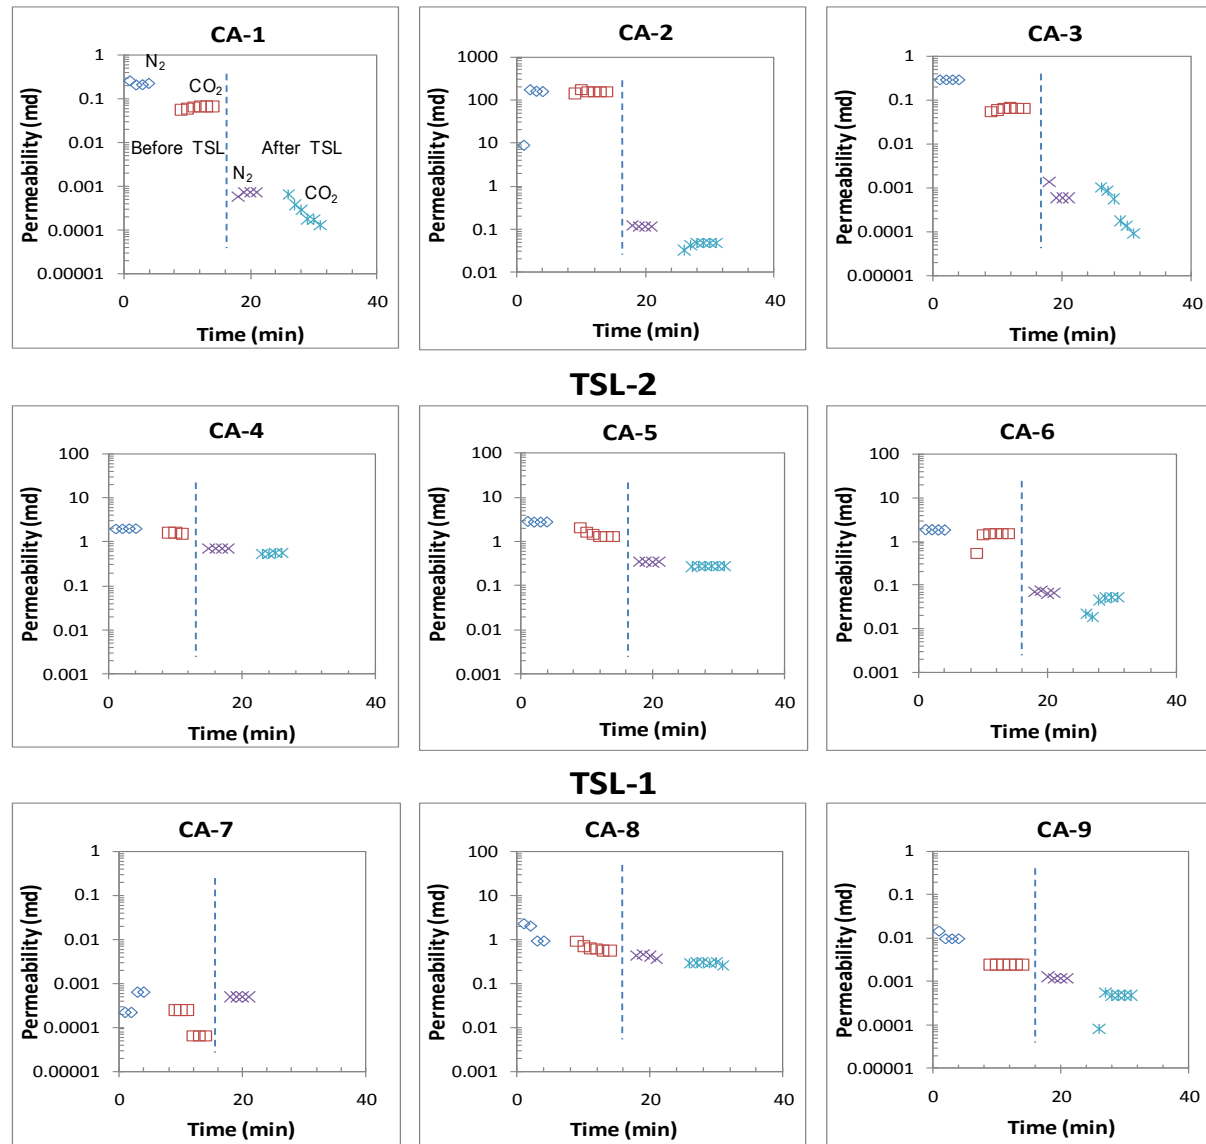 CA-1
CA-2
CA-3
Permeability (md)
1
0.1
0.01
0.001
0.0001
0.00001
N2
CO2
Before TSL
After TSL
N2
CO2
0
20
40
Time (min)
Permeability (md)
1000
100
10
1
0.1
0.01
0
20
40
Time (min)
Permeability (md)
1
0.1
0.01
0.001
0.0001
0.00001
0
20
40
Time (min)
TSL-2
CA-4
CA-5
CA-6
Permeability (md)
100
10
1
0.1
0.01
0.001
0
20
40
Time (min)
Permeability (md)
100
10
1
0.1
0.01
0.001
0
20
40
Time (min)
Permeability (md)
100
10
1
0.1
0.01
0.001
0
20
40
Time (min)
TSL-1
CA-7
CA-8
CA-9
Permeability (md)
1
0.1
0.01
0.001
0.0001
0.00001
0
20
40
Time (min)
Permeability (md)
100
10
1
0.1
0.01
0.001
0
20
40
Time (min)
Permeability (md)
1
0.1
0.01
0.001
0.0001
0.00001
0
20
40
Time (min)